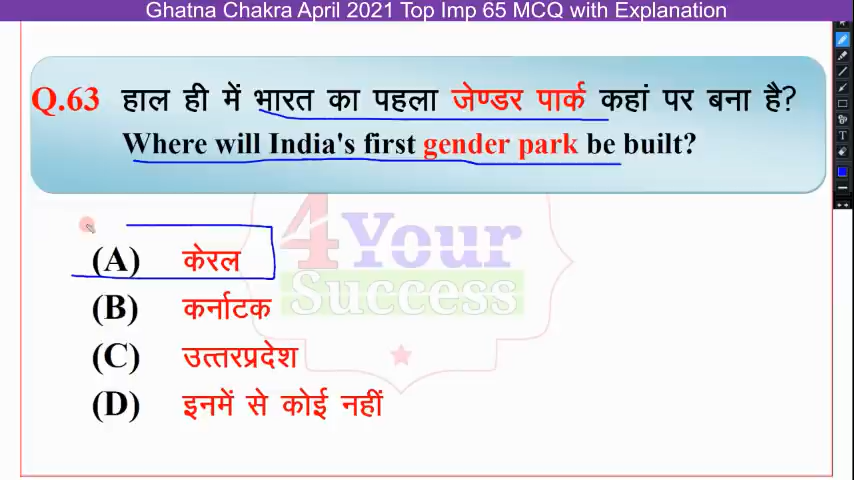 Ghatna Chakra April 2021 Top Imp 65 MCQ with Explanation
Q.63 हाल ही में भारत का पहला जेण्डर पार्क कहां पर बना है?
Where will India's first gender park be built?
(A) केरल
(B) कर्नाटक
(C) उत्तरप्रदेश
(D) इनमें से कोई नहीं
4 Your
Success